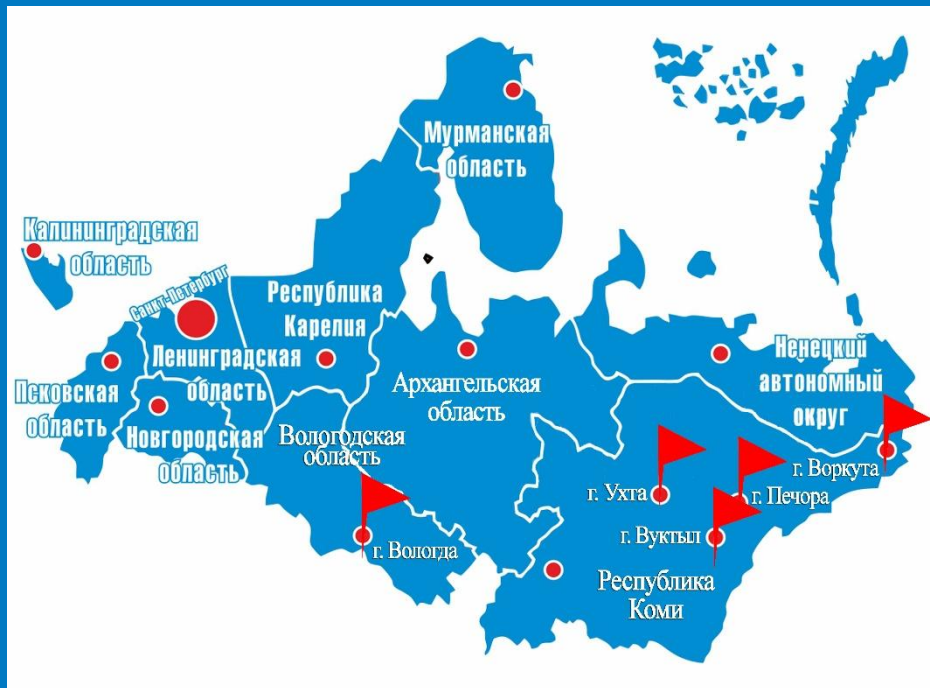 Мурманская
область
Калининградская
область
Санкт-Петербург
Республика
Карелия
Ленинградская
область
Псковская
область
Новгородская
область
Вологодская
область
Архангельская
область
Ненецкий
автономный
округ
г. Воркута
г. Ухта
г. Печора
г. Вуктыл
г. Вологда
Республика
Коми